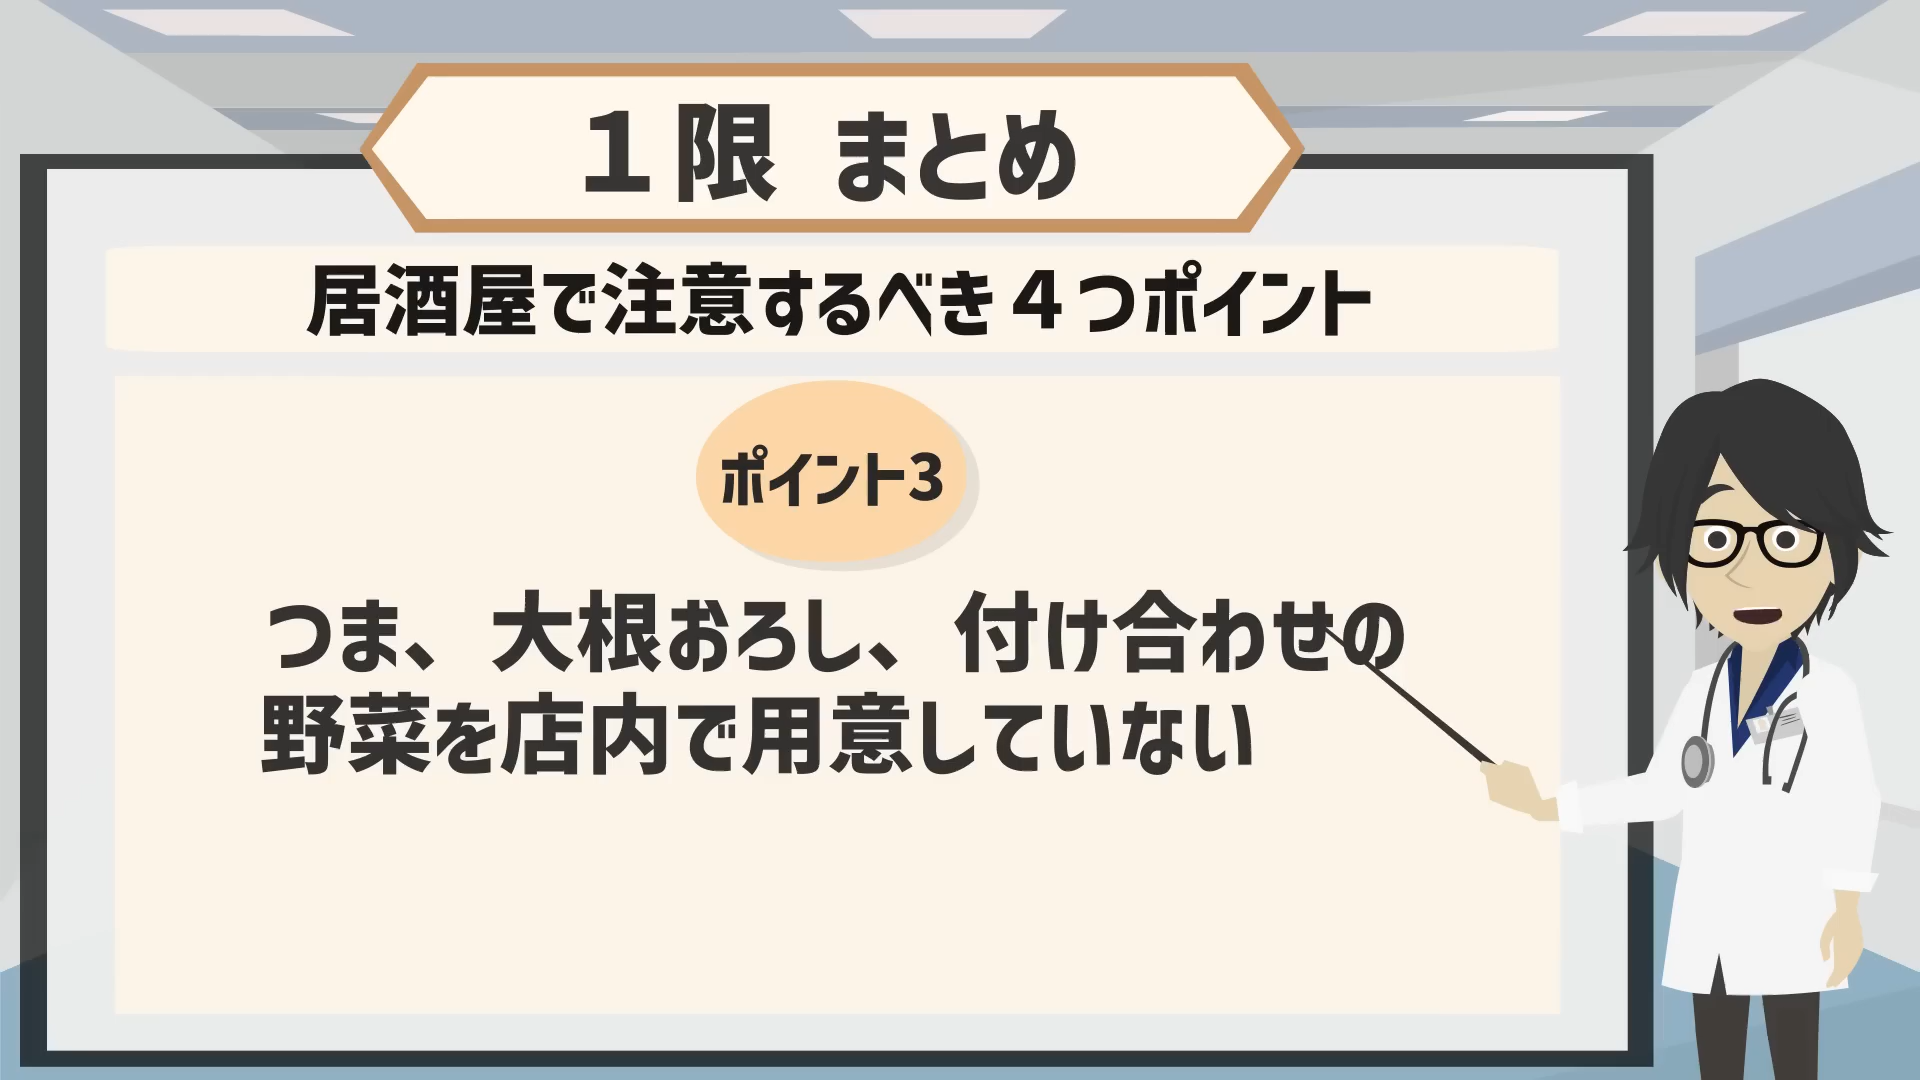 １限 まとめ
居酒屋で注意するべき４つポイント
ポイント3
つま、大根おろし、付け合わせの
野菜を店内で用意していない